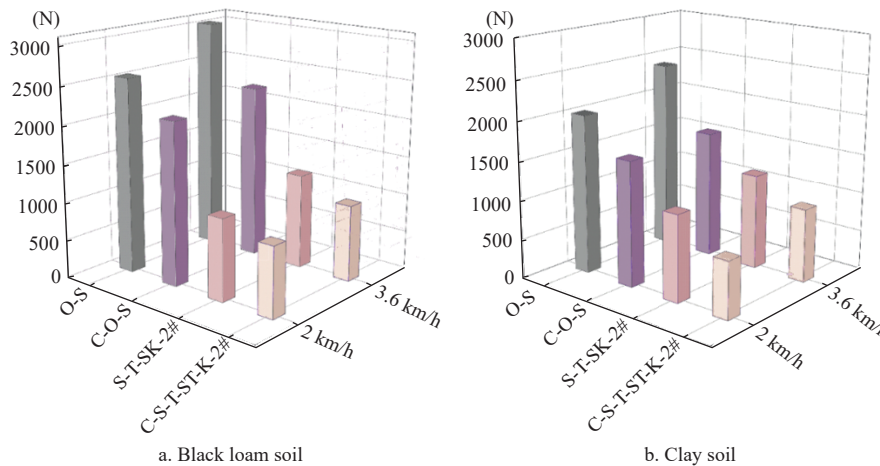 (N)
3000
2500
2000
1500
1000
500
0
O-S
C-O-S
S-T-SK-2#
C-S-T-ST-K-2#
2 km/h
3.6 km/h
a. Black loam soil
(N)
3000
2500
2000
1500
1000
500
0
O-S
C-O-S
S-T-SK-2#
C-S-T-ST-K-2#
2 km/h
3.6 km/h
b. Clay soil